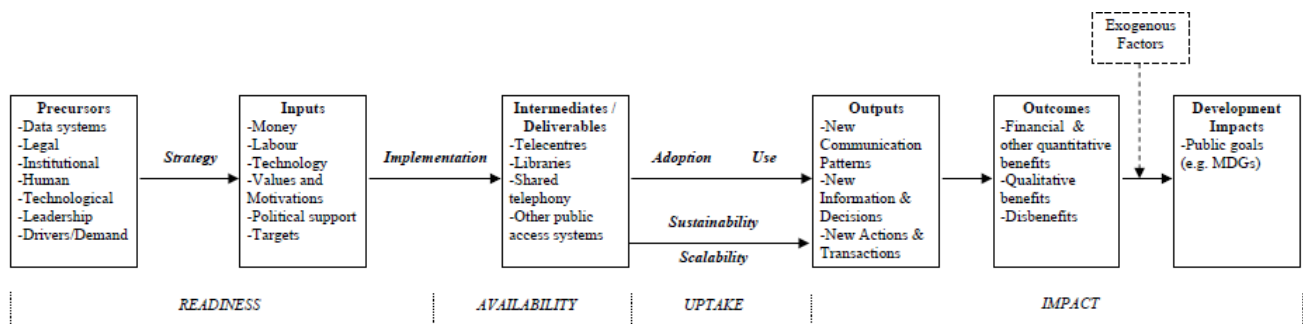 Exogenous
Factors
Precursors
-Data systems
-Legal
-Institutional
-Human
-Technological
-Leadership
-Drivers/Demand
Strategy
Inputs
-Money
-Labour
-Technology
-Values and
Motivations
-Political support
-Targets
Implementation
Intermediates /
Deliverables
-Telecentres
-Libraries
-Shared
telephony
-Other public
access systems
Adoption Use
Sustainability
Scalability
Outputs
-New
Communication
Patterns
-New
Information &
Decisions
-New Actions &
Transactions
Outcomes
-Financial &
other quantitative
benefits
-Qualitative
benefits
-Disbenefits
Development
Impacts
-Public goals
(e.g. MDGs)
READINESS
AVAILABILITY
UPTAKE
IMPACT